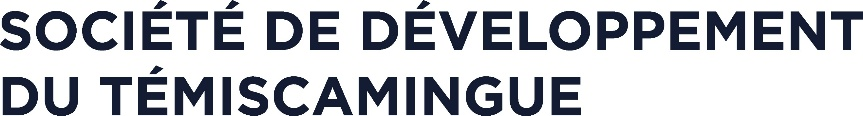 SOCIÉTÉ DE DÉVELOPPEMENT
DU TÉMISCAMINGUE